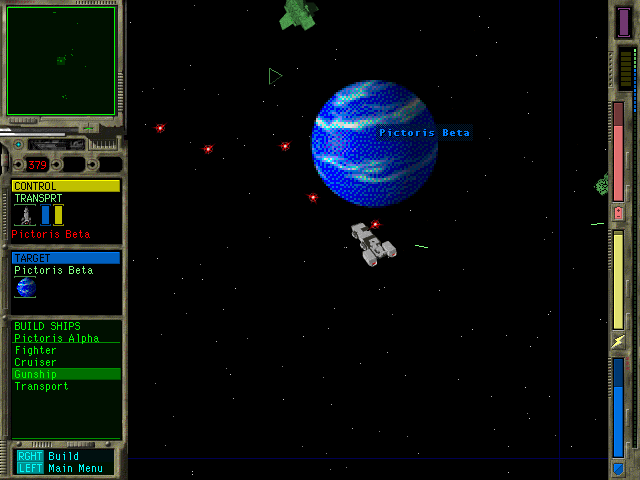 379
CONTROL
TRANSPRT
Pictoris Beta
TARGET
Pictoris Beta
BUILD SHIPS
Pictoris Alpha
Fighter
Cruiser
Gunship
Transport
RGHT Build
LEFT Main Menu
Pictoris Beta